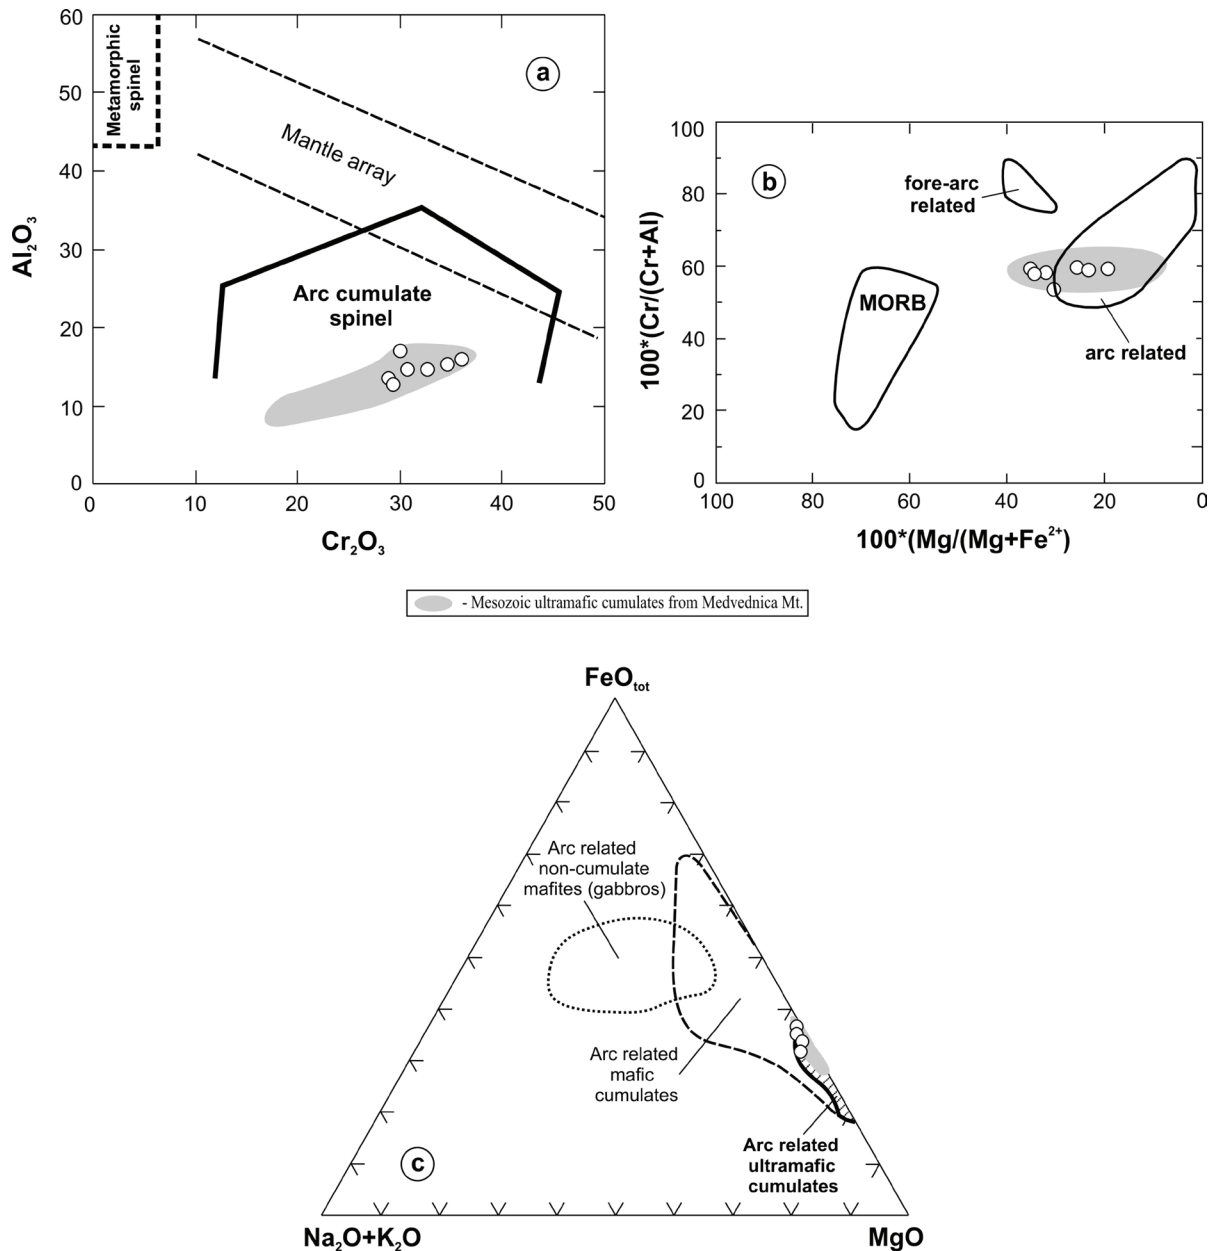 60
50
40
30
20
10
0
Al₂O₃
Metamorphic
spinel
a
Mantle array
Arc cumulate
spinel
0
10
20
30
40
50
Cr₂O₃
100
80
60
40
20
0
100*(Cr/(Cr+Al)
b
fore-arc
related
MORB
arc related
100
80
60
40
20
0
100*(Mg/(Mg+Fe²⁺)
- Mesozoic ultramafic cumulates from Medvednica Mt.
FeOtot
Arc related
non-cumulate
mafites (gabbros)
Arc related
mafic
cumulates
Arc related
ultramafic
cumulates
c
Na₂O+K₂O
MgO